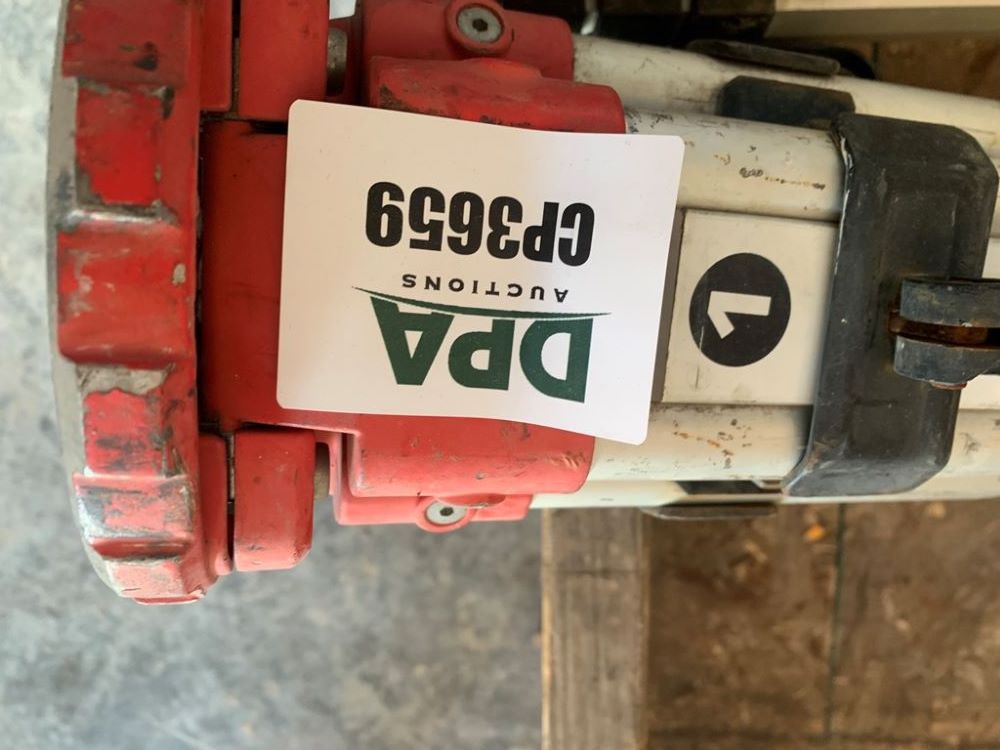 DPA
AUCTIONS
CP3659
1